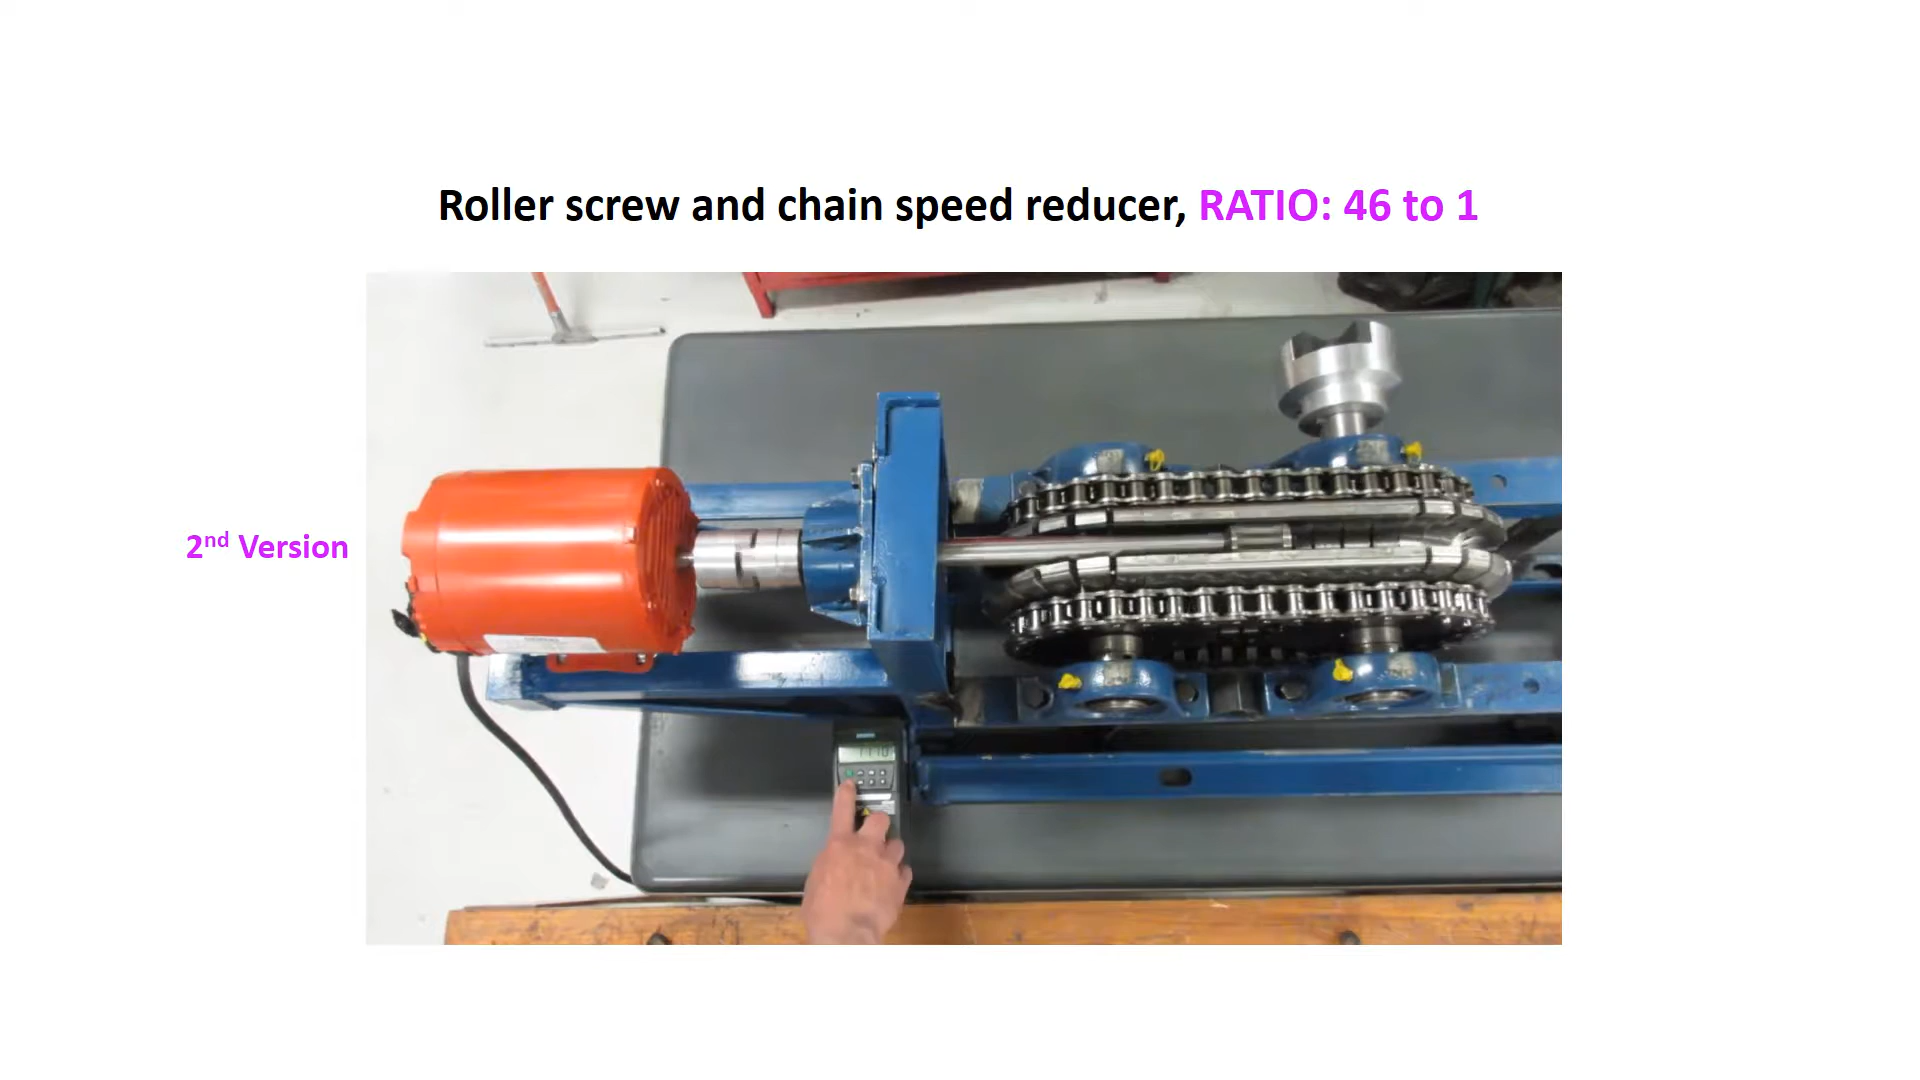 Roller screw and chain speed reducer, RATIO: 46 to 1
2nd Version